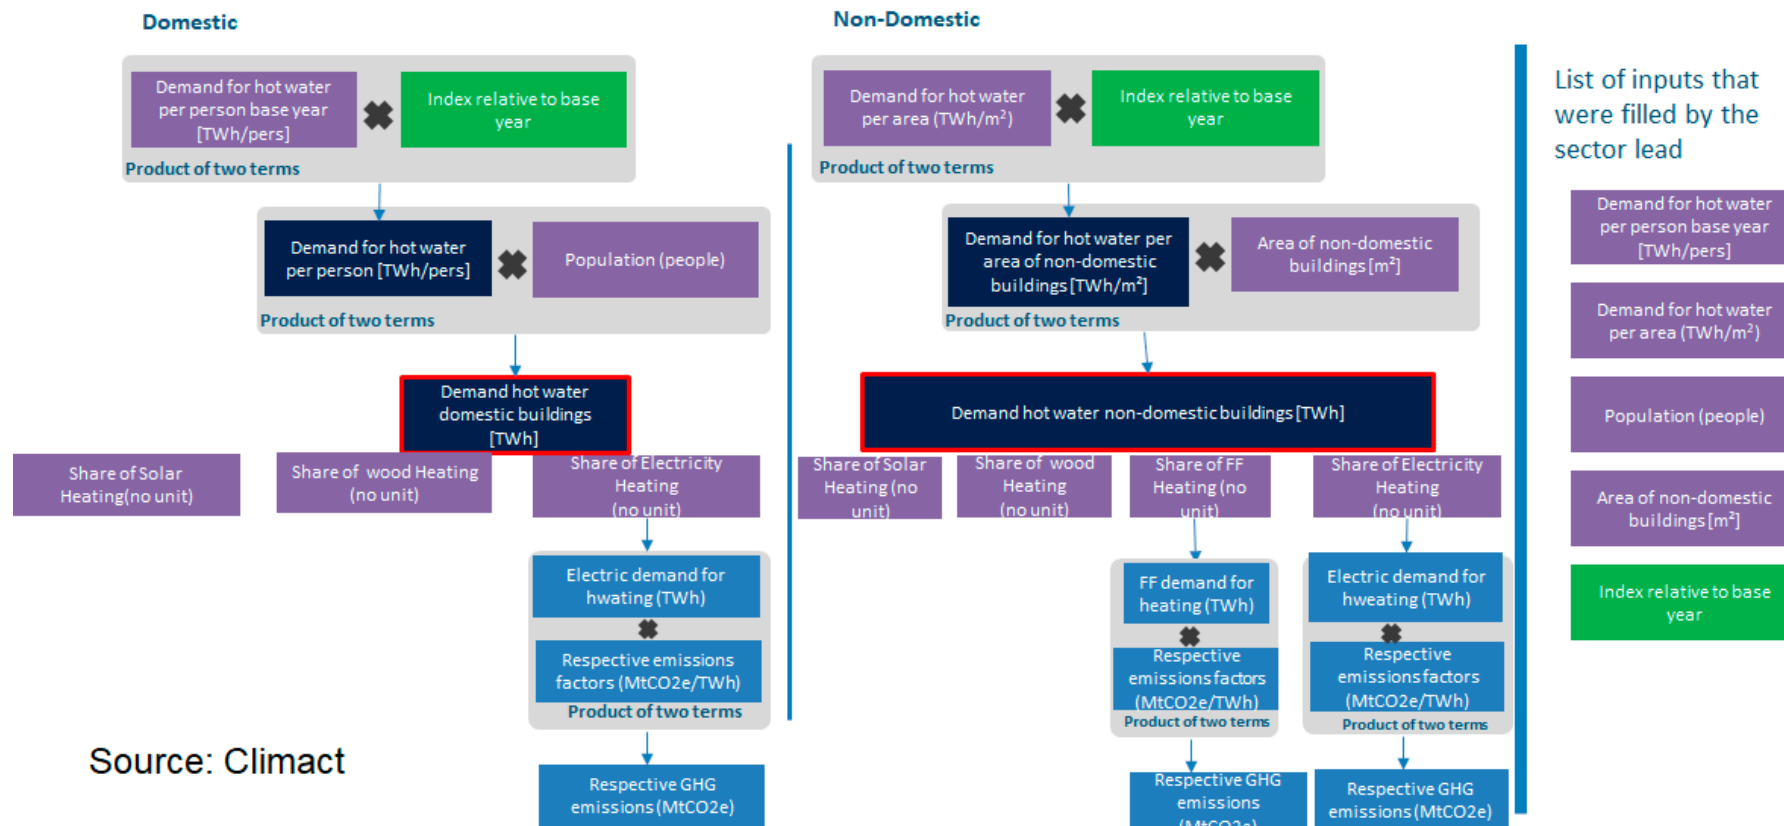 Domestic
Demand for hot water
per person base year
[TWh/pers]
Index relative to base
year
Product of two terms
Demand for hot water
per person [TWh/pers]
Population (people)
Product of two terms
Demand hot water
domestic buildings
[TWh]
Share of Solar
Heating(no unit)
Share of wood Heating
(no unit)
Share of Electricity
Heating
(no unit)
Electric demand for
hwating (TWh)
Respective emissions
factors (MtCO2e/TWh)
Product of two terms
Respective GHG
emissions (MtCO2e)
Source: Climact
Non-Domestic
Demand for hot water
per area (TWh/m²)
Index relative to base
year
Product of two terms
Demand for hot water per
area of non-domestic
buildings [TWh/m²]
Area of non-domestic
buildings [m²]
Product of two terms
Demand hot water non-domestic buildings [TWh]
Share of Solar
Heating (no
unit)
Share of wood
Heating
(no unit)
Share of FF
Heating (no
unit)
Share of Electricity
Heating
(no unit)
FF demand for
heating (TWh)
Respective
emissions factors
(MtCO2e/TWh)
Product of two terms
Respective GHG
emissions
(MtCO2e)
Electric demand for
hweating (TWh)
Respective
emissions factors
(MtCO2e/TWh)
Product of two terms
Respective GHG
emissions (MtCO2e)
List of inputs that
were filled by the
sector lead
Demand for hot water
per person base year
[TWh/pers]
Demand for hot water
per area (TWh/m²)
Population (people)
Area of non-domestic
buildings [m²]
Index relative to base
year